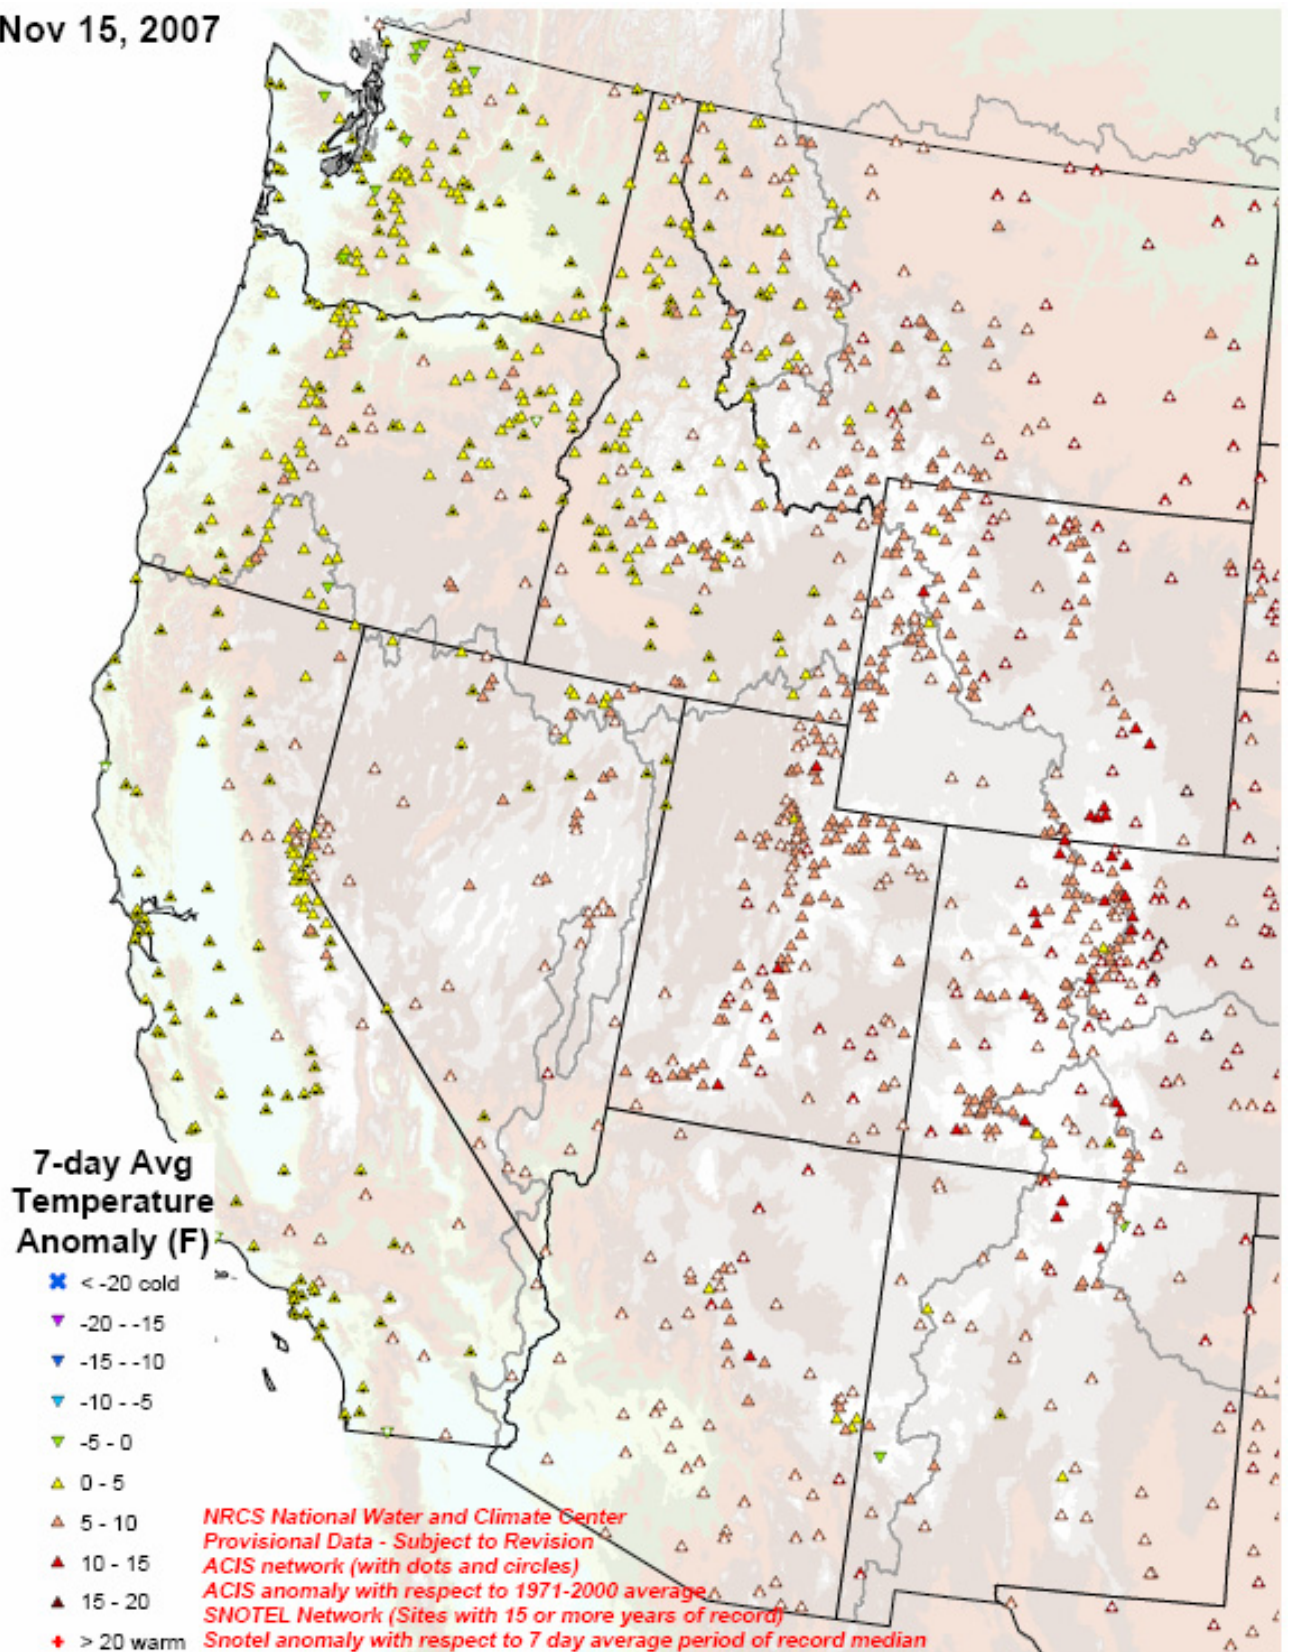 Nov 15, 2007
7-day Avg
Temperature
Anomaly (F)
< -20 cold
-20 - -15
-15 - -10
-10 - -5
-5 - 0
0 - 5
5 - 10
10 - 15
15 - 20
> 20 warm
NRCS National Water and Climate Center
Provisional Data - Subject to Revision
ACIS network (with dots and circles)
ACIS anomaly with respect to 1971-2000 average
SNOTEL Network (Sites with 15 or more years of record)
Snotel anomaly with respect to 7 day average period of record median